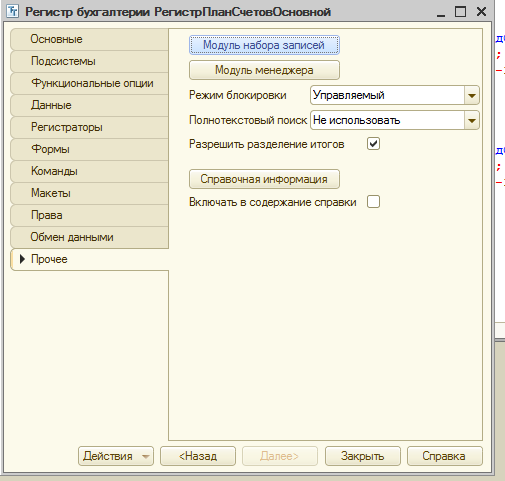 Регистр бухгалтерии РегистрПланСчетовОсновной
Основные
Подсистемы
Функциональные опции
Данные
Регистраторы
Формы
Команды
Макеты
Права
Обмен данными
Прочее
Модуль набора записей
Модуль менеджера
Режим блокировки Управляемый
Полнотекстовый поиск Не использовать
Разрешить разделение итогов
Справочная информация
Включать в содержание справки
Действия <Назад Далее> Закрыть Справка